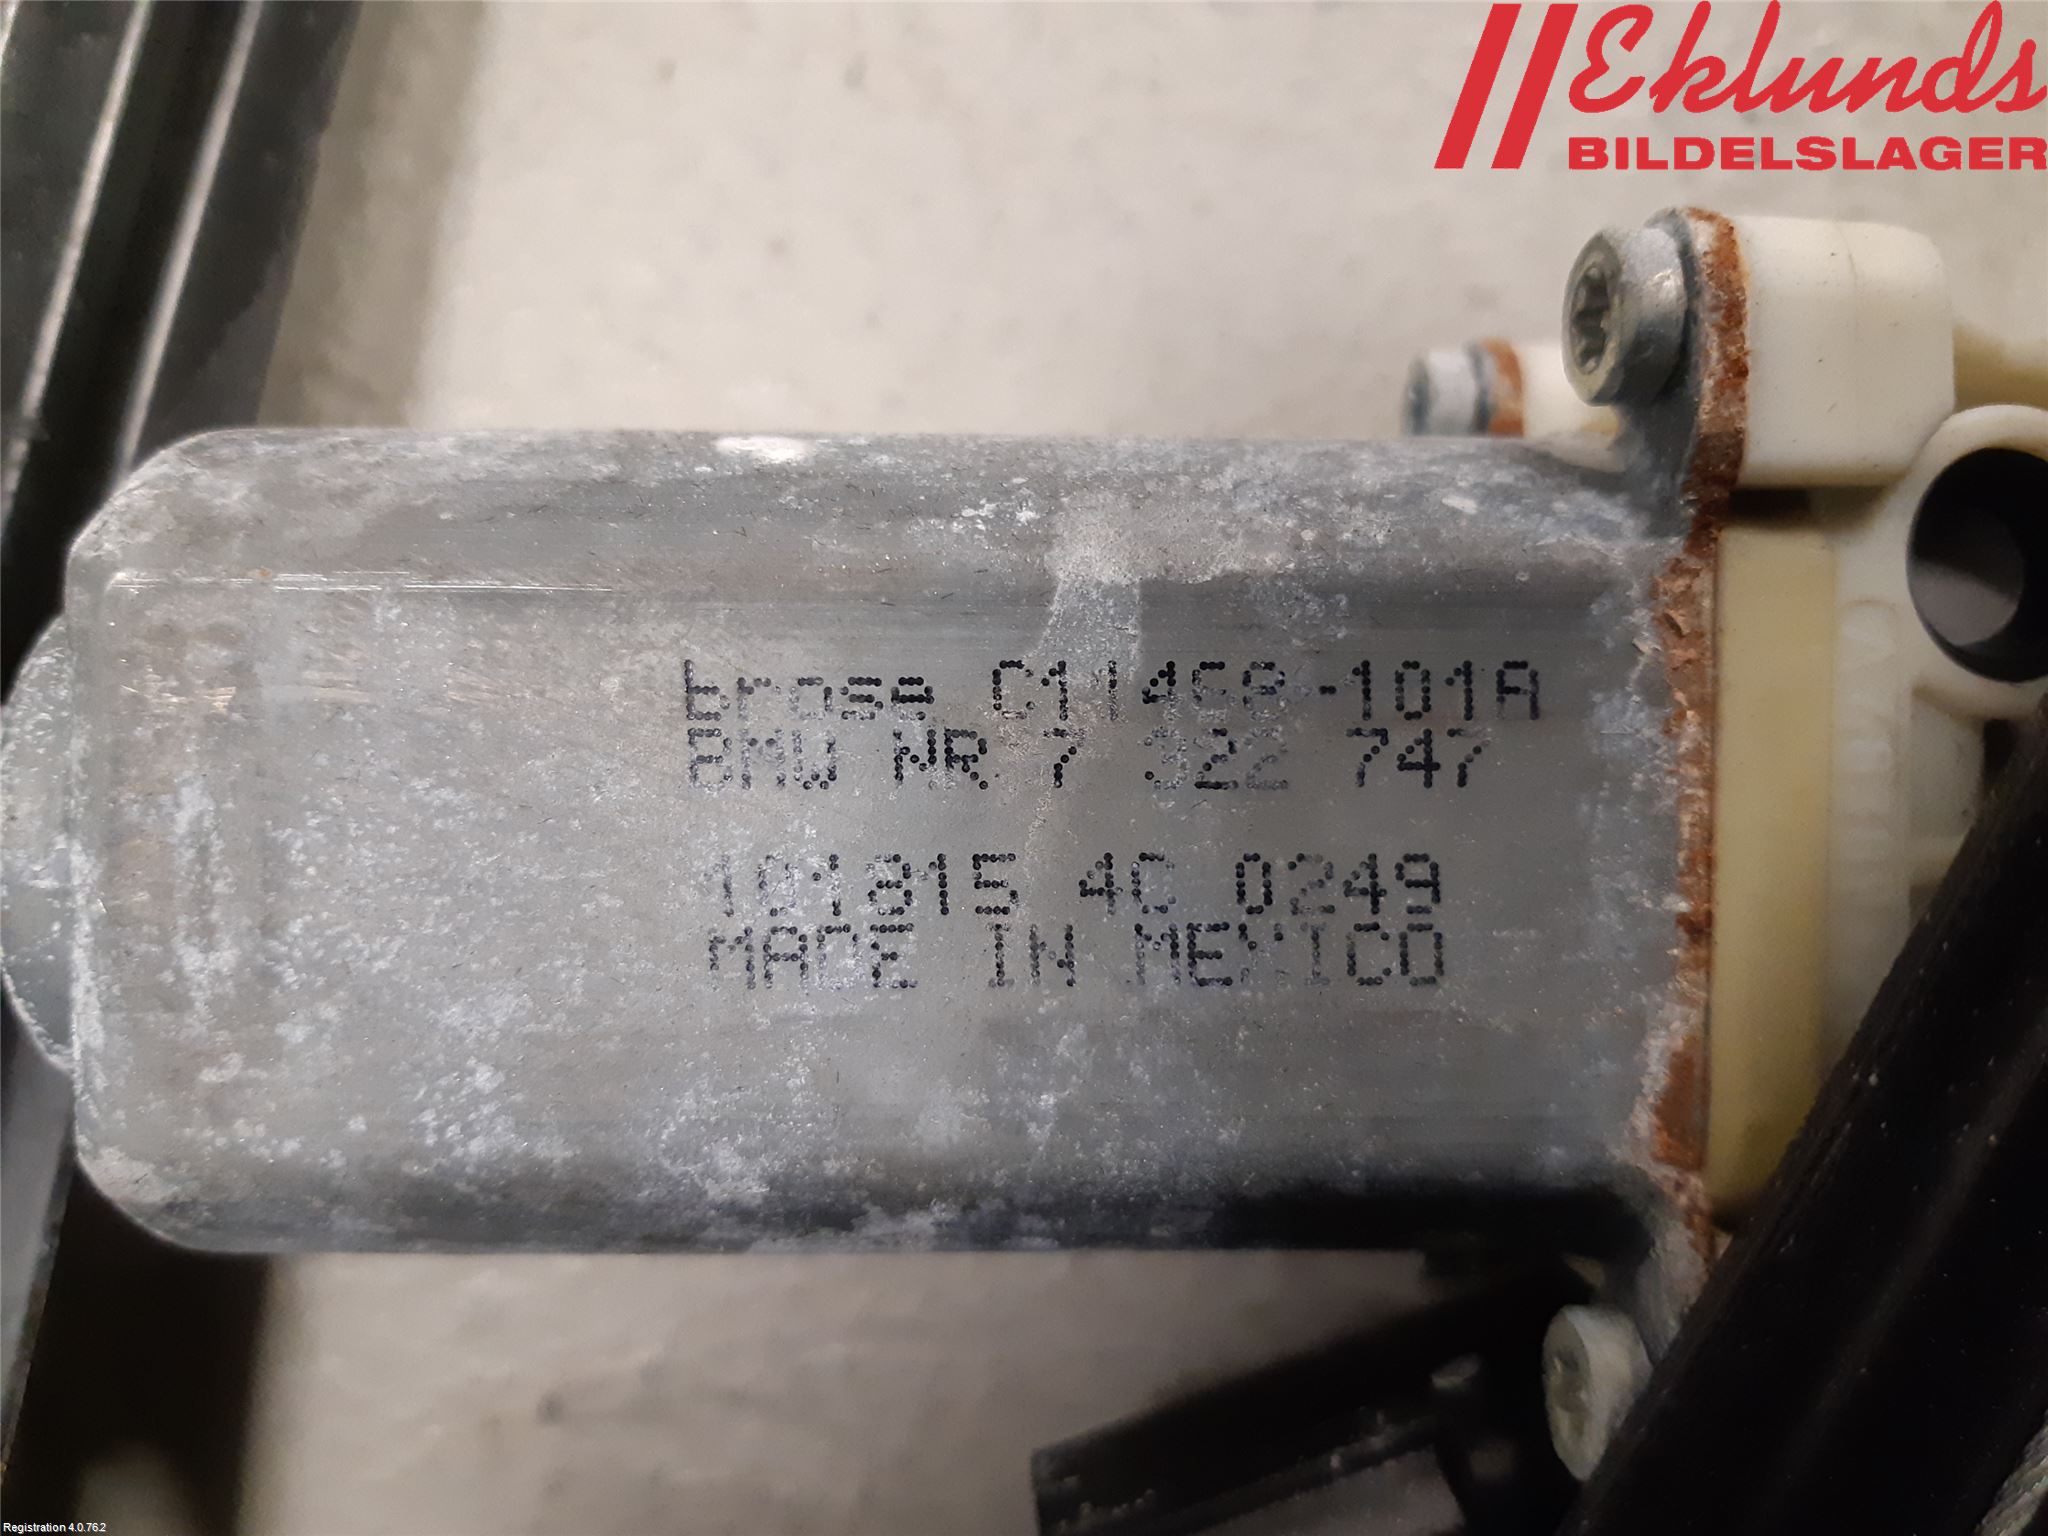 Eklunds
BILDELSLAGER
brose C11458-101A
BMW NR 7 322 747
101815 4C 0249
MADE IN MEXICO
Registration 4.0.76.2